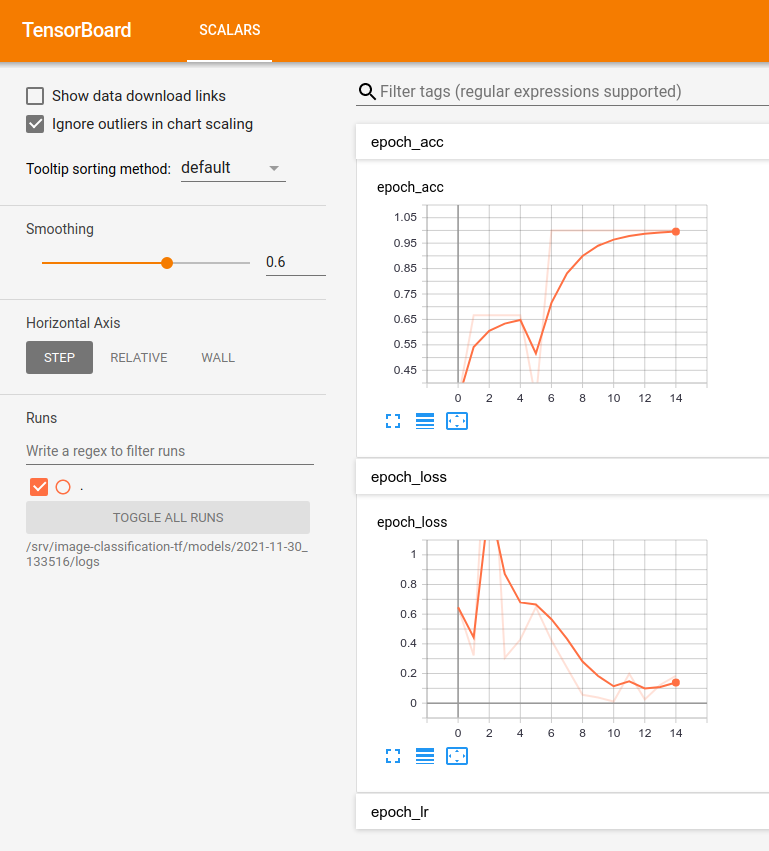 TensorBoard
SCALARS
Show data download links
Ignore outliers in chart scaling
Tooltip sorting method: default
Smoothing
0.6
Horizontal Axis
STEP RELATIVE WALL
Runs
Write a regex to filter runs
.
TOGGLE ALL RUNS
/srv/image-classification-tf/models/2021-11-30_
133516/logs
Filter tags (regular expressions supported)
epoch_acc
epoch_acc
1.05
0.95
0.85
0.75
0.65
0.55
0.45
0 2 4 6 8 10 12 14
epoch_loss
epoch_loss
1
0.8
0.6
0.4
0.2
0
0 2 4 6 8 10 12 14
epoch_lr